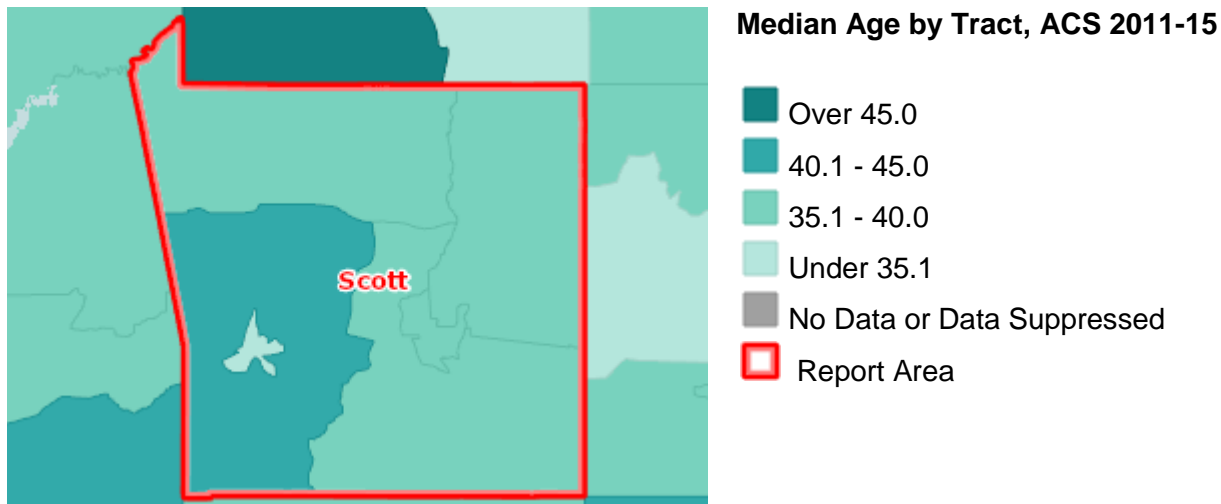 Median Age by Tract, ACS 2011-15
Over 45.0
40.1 - 45.0
35.1 - 40.0
Under 35.1
No Data or Data Suppressed
Report Area
Scott